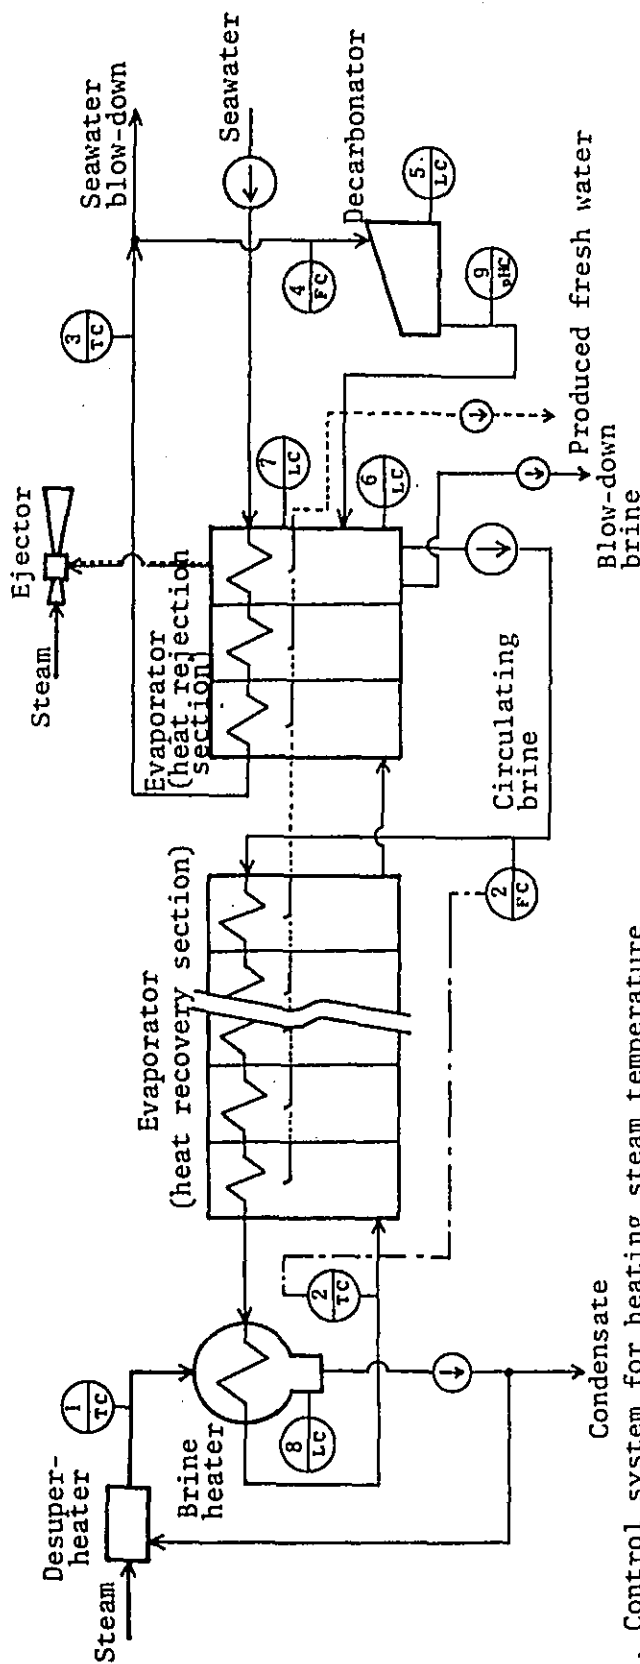 Steam
Desuper-
heater
1
TC
Brine
heater
8
LC
2
TC
Condensate
Evaporator
(heat recovery section)
2
FC
Circulating
brine
Steam
Ejector
Evaporator
(heat rejection
section)
7
LC
6
LC
3
TC
4
FC
Seawater
blow-down
Seawater
Decarbonator
5
LC
9
pHC
Produced fresh water
Blow-down
brine
Control system for heating steam temperature